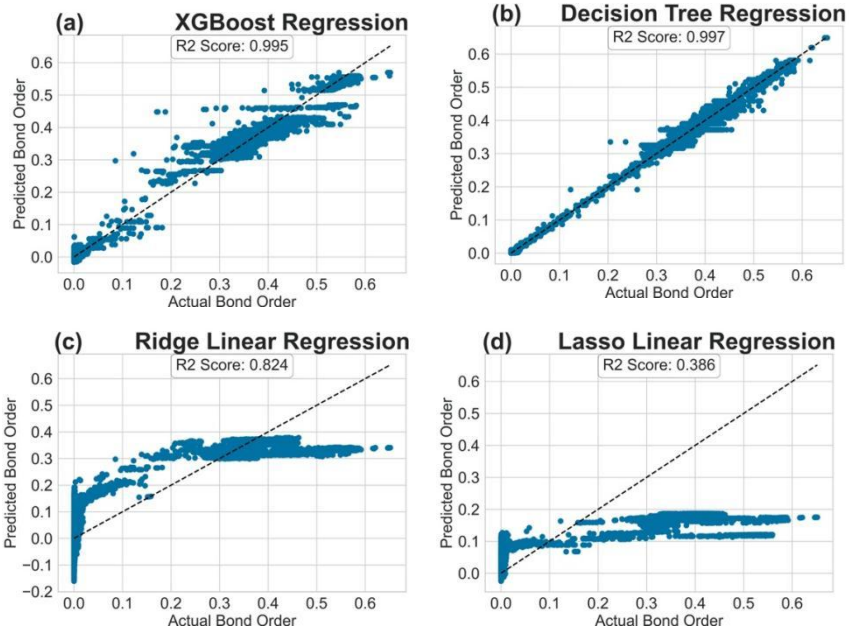 (a) XGBoost Regression
R2 Score: 0.995
0.6
0.5
0.4
0.3
0.2
0.1
0.0
Predicted Bond Order
0.0 0.1 0.2 0.3 0.4 0.5 0.6
Actual Bond Order
(b) Decision Tree Regression
R2 Score: 0.997
0.6
0.5
0.4
0.3
0.2
0.1
0.0
Predicted Bond Order
0.0 0.1 0.2 0.3 0.4 0.5 0.6
Actual Bond Order
(c) Ridge Linear Regression
R2 Score: 0.824
0.6
0.5
0.4
0.3
0.2
0.1
0.0
−0.1
−0.2
Predicted Bond Order
0.0 0.1 0.2 0.3 0.4 0.5 0.6
Actual Bond Order
(d) Lasso Linear Regression
R2 Score: 0.386
0.6
0.5
0.4
0.3
0.2
0.1
0.0
Predicted Bond Order
0.0 0.1 0.2 0.3 0.4 0.5 0.6
Actual Bond Order